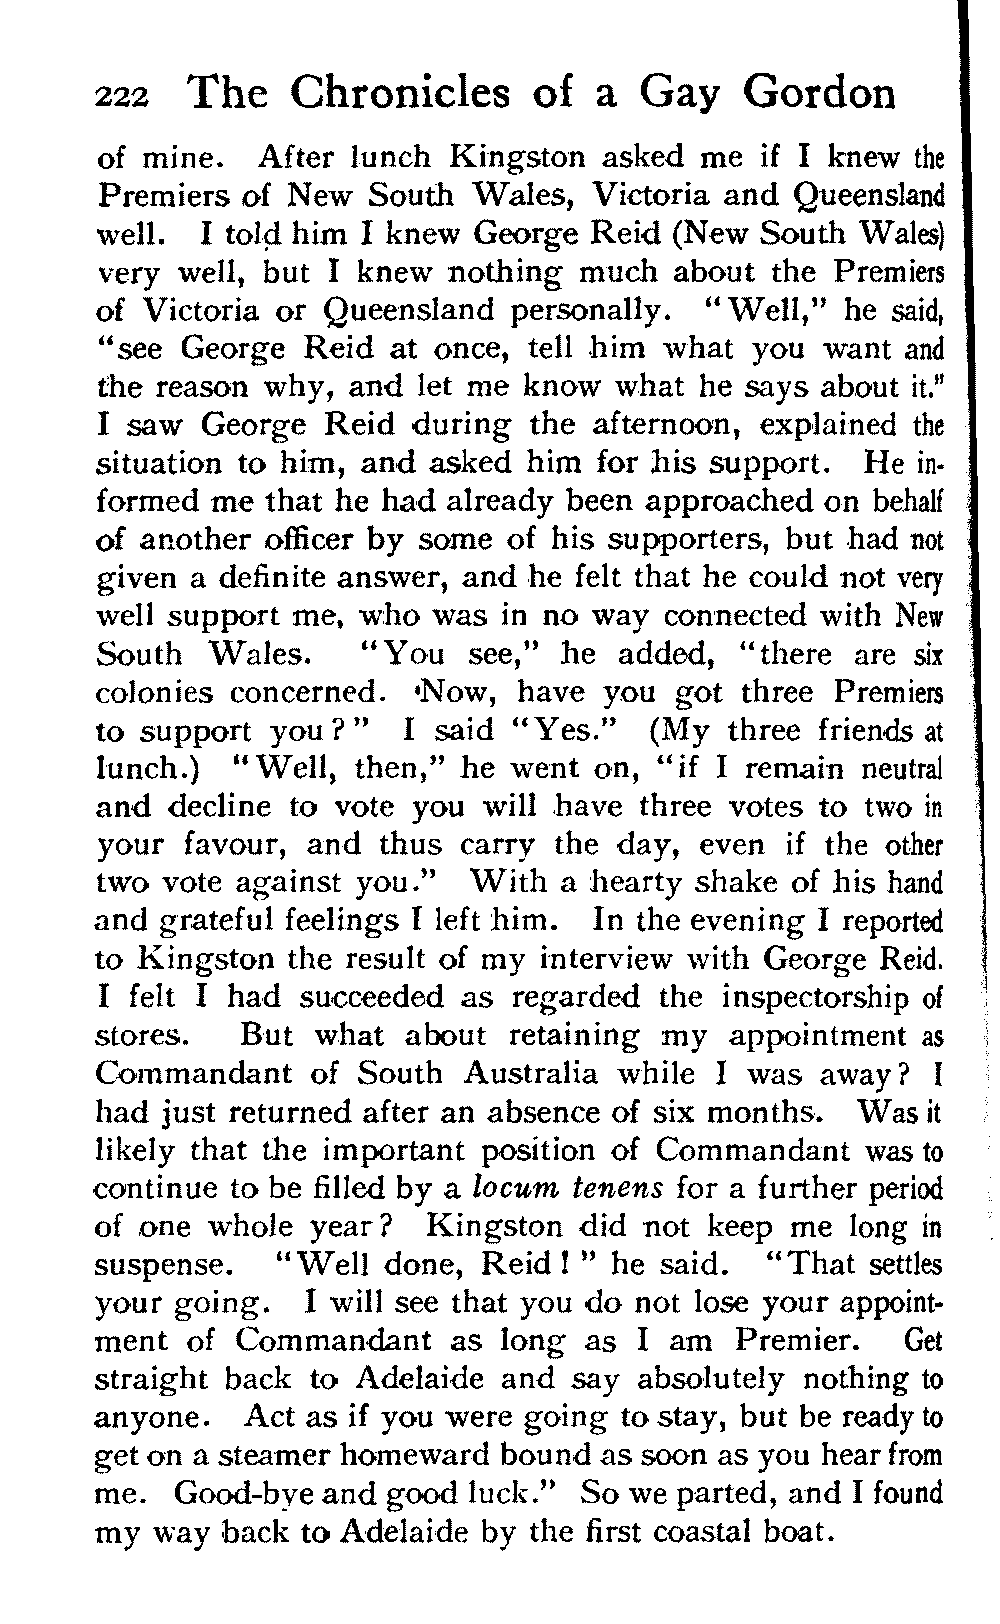 222 The Chronicles of a Gay Gordon
of mine. After lunch Kingston asked me if I knew the
Premiers of New South Wales, Victoria and Queensland
well. I told him I knew George Reid (New South Wales)
very well, but I knew nothing much about the Premiers
of Victoria or Queensland personally. "Well," he said,
"see George Reid at once, tell him what you want and
the reason why, and let me know what he says about it."
I saw George Reid during the afternoon, explained the
situation to him, and asked him for his support. He in-
formed me that he had already been approached on behalf
of another officer by some of his supporters, but had not
given a definite answer, and he felt that he could not very
well support me, who was in no way connected with New
South Wales. "You see," he added, "there are six
colonies concerned. Now, have you got three Premiers
to support you?" I said "Yes." (My three friends at
lunch.) "Well, then," he went on, "if I remain neutral
and decline to vote you will have three votes to two in
your favour, and thus carry the day, even if the other
two vote against you." With a hearty shake of his hand
and grateful feelings I left him. In the evening I reported
to Kingston the result of my interview with George Reid.
I felt I had succeeded as regarded the inspectorship of
stores. But what about retaining my appointment as
Commandant of South Australia while I was away? I
had just returned after an absence of six months. Was it
likely that the important position of Commandant was to
continue to be filled by a locum tenens for a further period
of one whole year? Kingston did not keep me long in
suspense. "Well done, Reid!" he said. "That settles
your going. I will see that you do not lose your appoint-
ment of Commandant as long as I am Premier. Get
straight back to Adelaide and say absolutely nothing to
anyone. Act as if you were going to stay, but be ready to
get on a steamer homeward bound as soon as you hear from
me. Good-bye and good luck." So we parted, and I found
my way back to Adelaide by the first coastal boat.